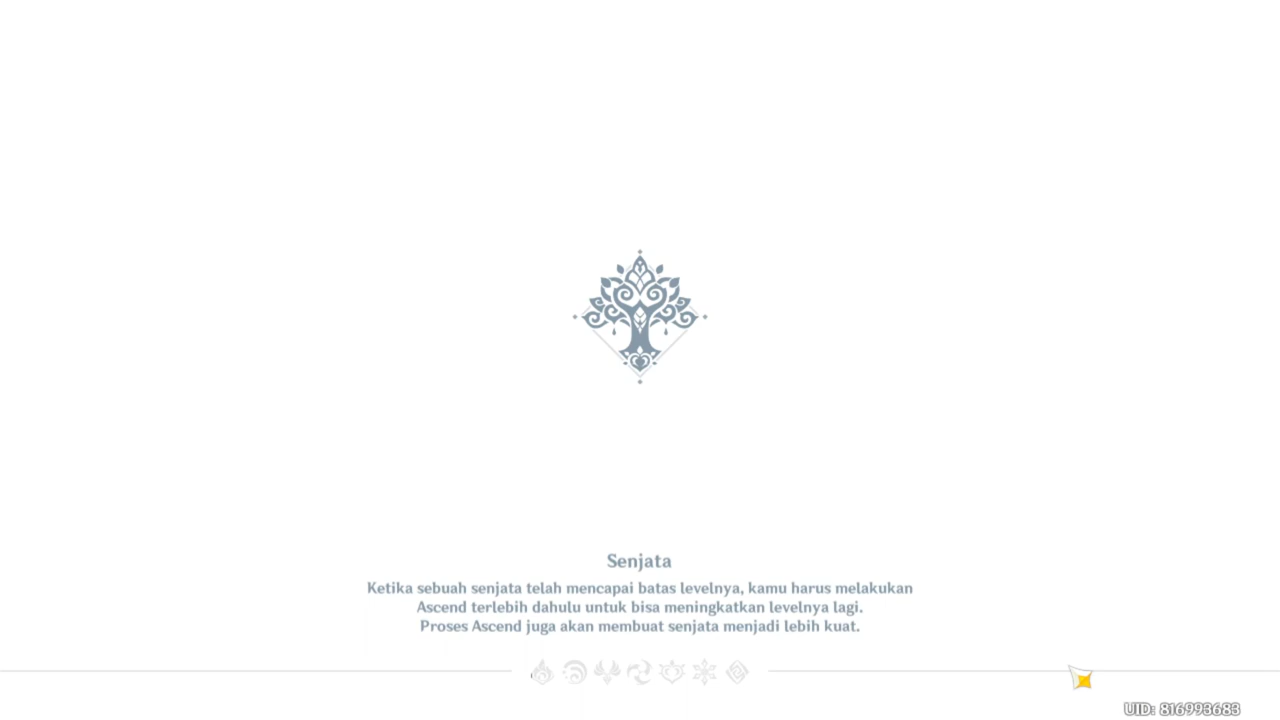 Senjata
Ketika sebuah senjata telah mencapai batas levelnya, kamu harus melakukan
Ascend terlebih dahulu untuk bisa meningkatkan levelnya lagi.
Proses Ascend juga akan membuat senjata menjadi lebih kuat.
UID: 816993683